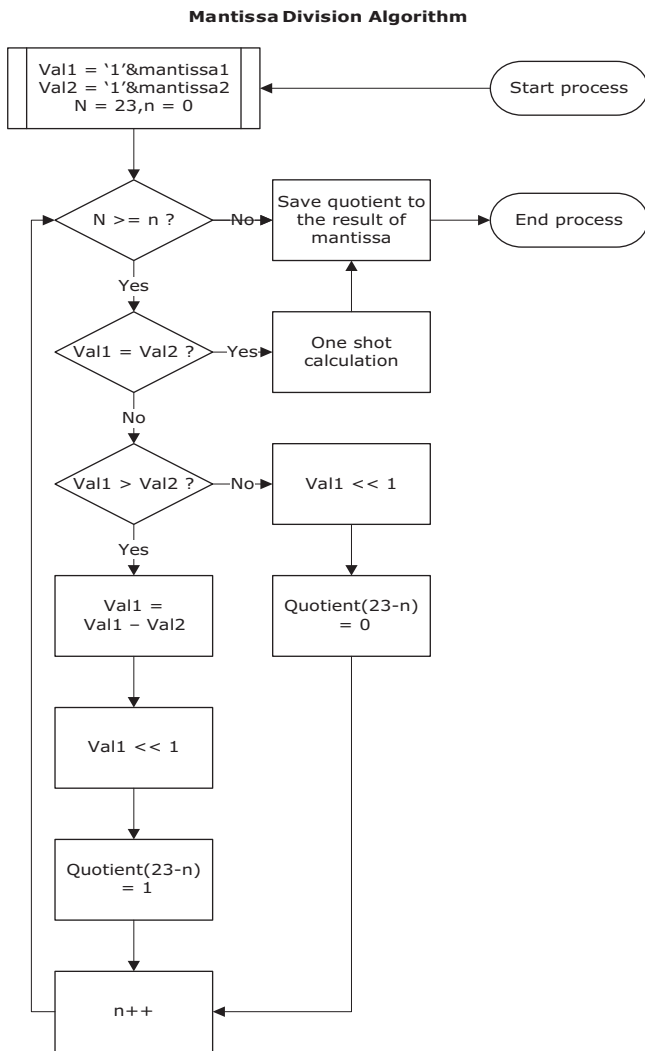 Mantissa Division Algorithm
Val1 = ‘1’&mantissa1
Val2 = ‘1’&mantissa2
N = 23,n = 0
Start process
N >= n ?
No
Save quotient to
the result of
mantissa
End process
Yes
Val1 = Val2 ?
Yes
One shot
calculation
No
Val1 > Val2 ?
No
Val1 << 1
Yes
Val1 =
Val1 – Val2
Quotient(23-n)
= 0
Val1 << 1
Quotient(23-n)
= 1
n++